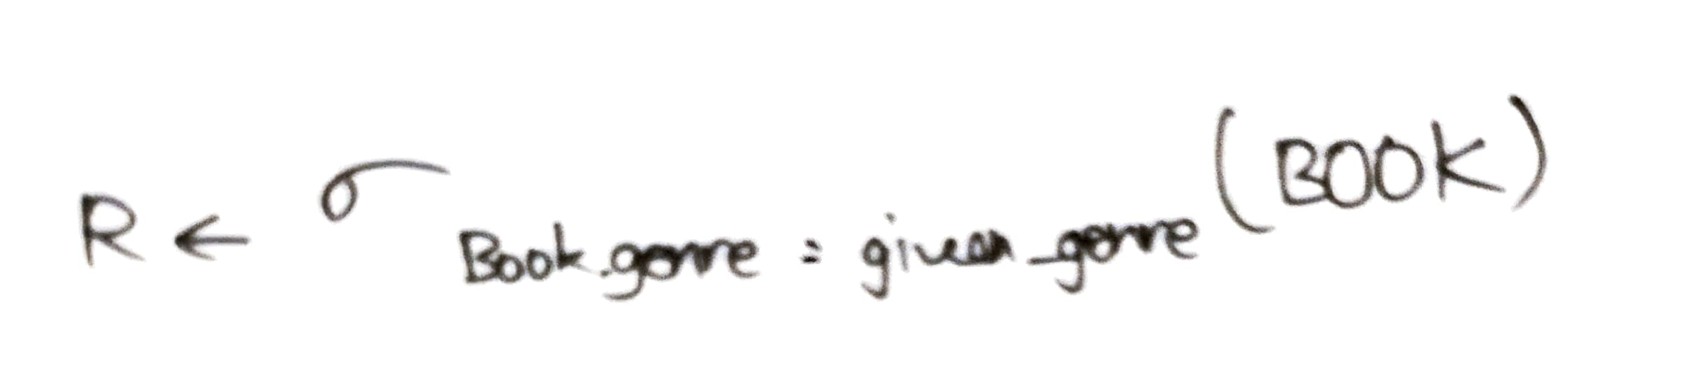 R ← σ Book.genre = given_genre (BOOK)